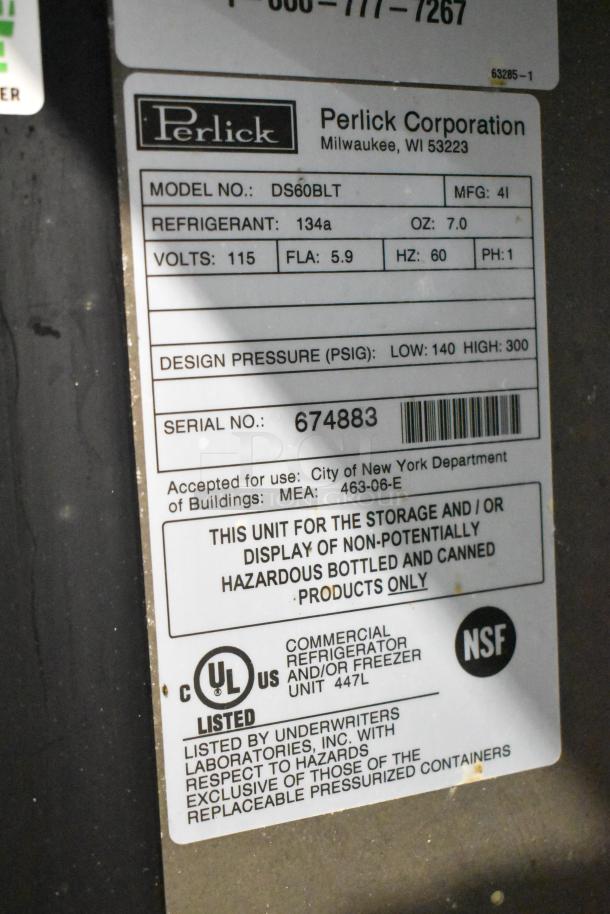 -777-7267
63285-1
ER
Perlick
Perlick Corporation
Milwaukee, WI 53223
MODEL NO.: DS60BLT MFG: 4I
REFRIGERANT: 134a OZ: 7.0
VOLTS: 115 FLA: 5.9 HZ: 60 PH:1
DESIGN PRESSURE (PSIG): LOW: 140 HIGH: 300
SERIAL NO.: 674883
Accepted for use: City of New York Department
of Buildings: MEA: 463-06-E
THIS UNIT FOR THE STORAGE AND / OR
DISPLAY OF NON-POTENTIALLY
HAZARDOUS BOTTLED AND CANNED
PRODUCTS ONLY
C UL US
®
LISTED
COMMERCIAL
REFRIGERATOR
AND/OR FREEZER
UNIT 447L
NSF
LISTED BY UNDERWRITERS
LABORATORIES, INC. WITH
RESPECT TO HAZARDS
EXCLUSIVE OF THOSE OF THE
REPLACEABLE PRESSURIZED CONTAINERS